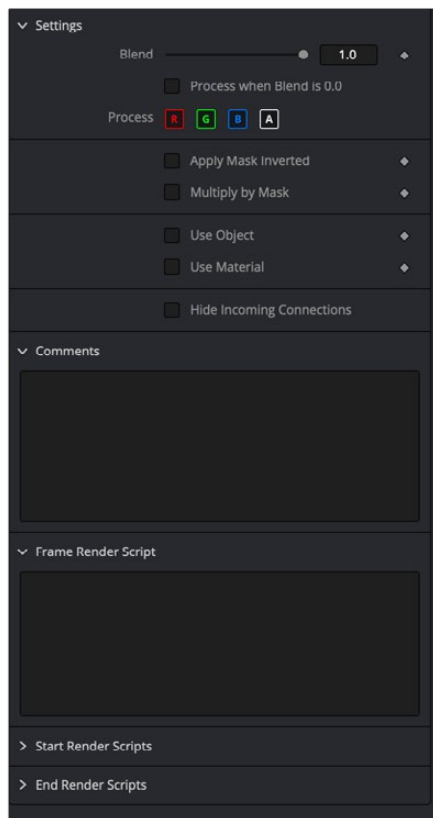 Settings
Blend 1.0
Process when Blend is 0.0
Process R G B A
Apply Mask Inverted
Multiply by Mask
Use Object
Use Material
Hide Incoming Connections
Comments
Frame Render Script
Start Render Scripts
End Render Scripts